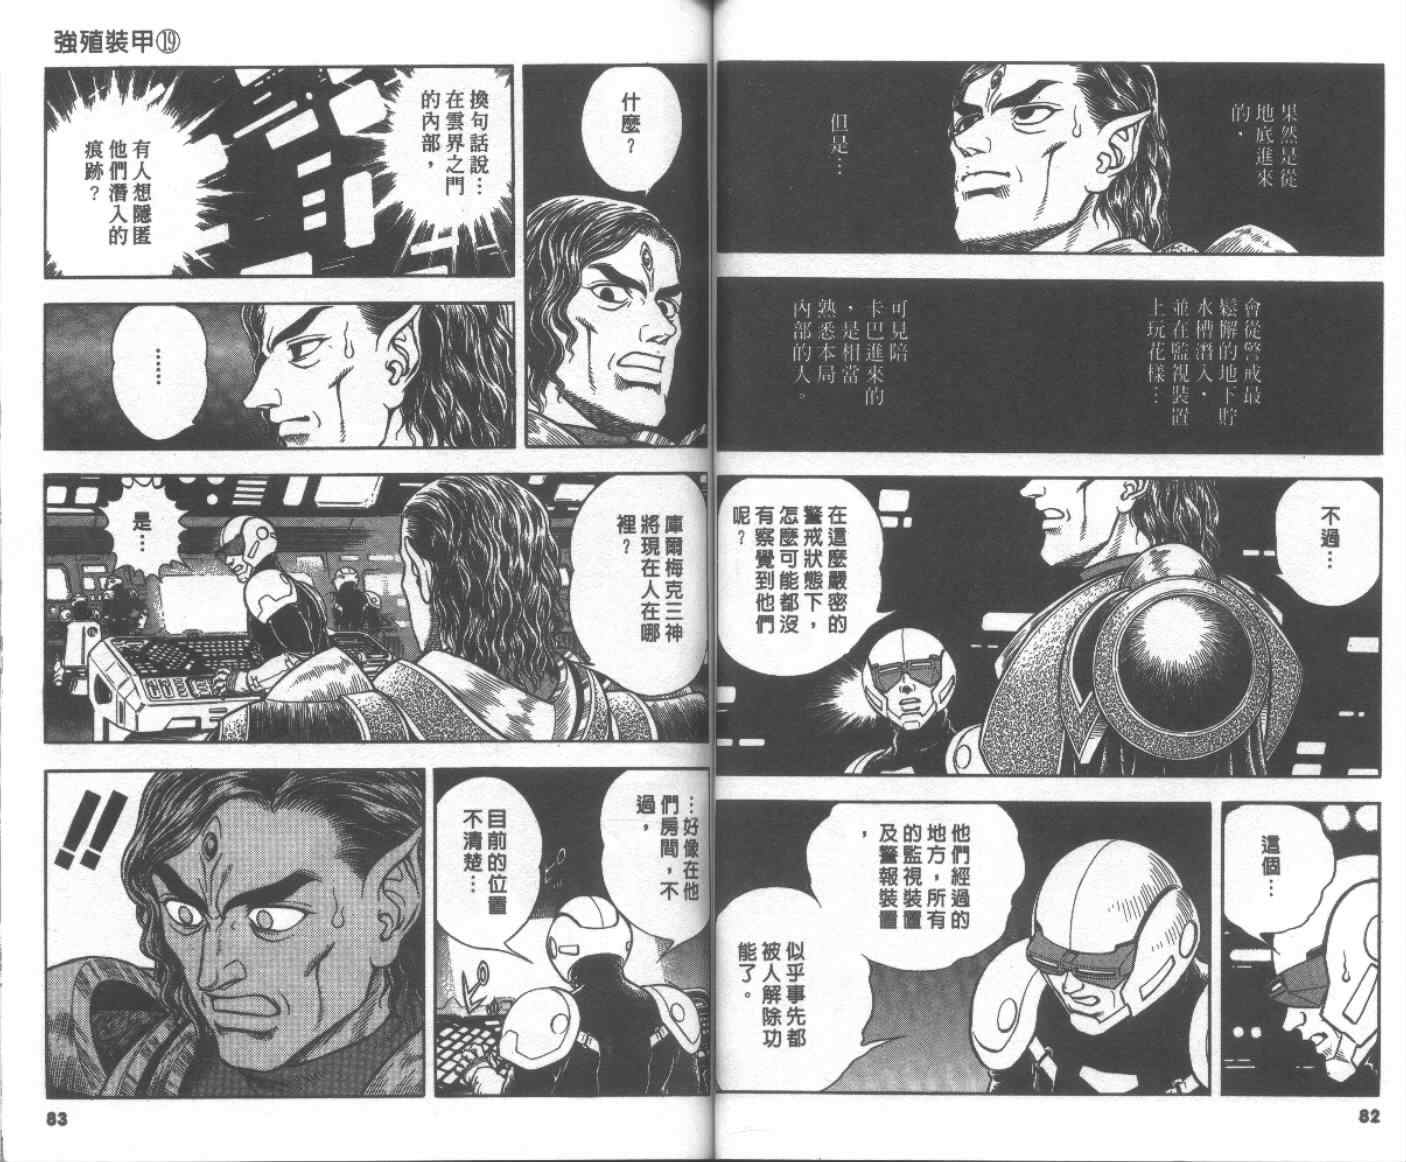 強殖裝甲⑲
果然是從
地底進來
的，
但是…
會從警戒最
鬆懈的地下貯
水槽潛入，
並在監視裝置
上玩花樣…
可見陪
卡巴進來的
，是相當
熟悉本局
內部的人。
不過…
在這麼嚴密的
警戒狀態下，
怎麼可能都沒
有察覺到他們
呢？
這個…
他們經過的
地方，所有
的監視裝置
及警報裝置
，
似乎事先都
被人解除功
能了。
82
什麼？
換句話說…
在雲界之門
的內部，
有人想隱匿
他們潛入的
痕跡？
……
庫爾梅克三神
將現在人在哪
裡？
是…
…好像在他
們房間，不
過，
目前的位置
不清楚…
!!
83